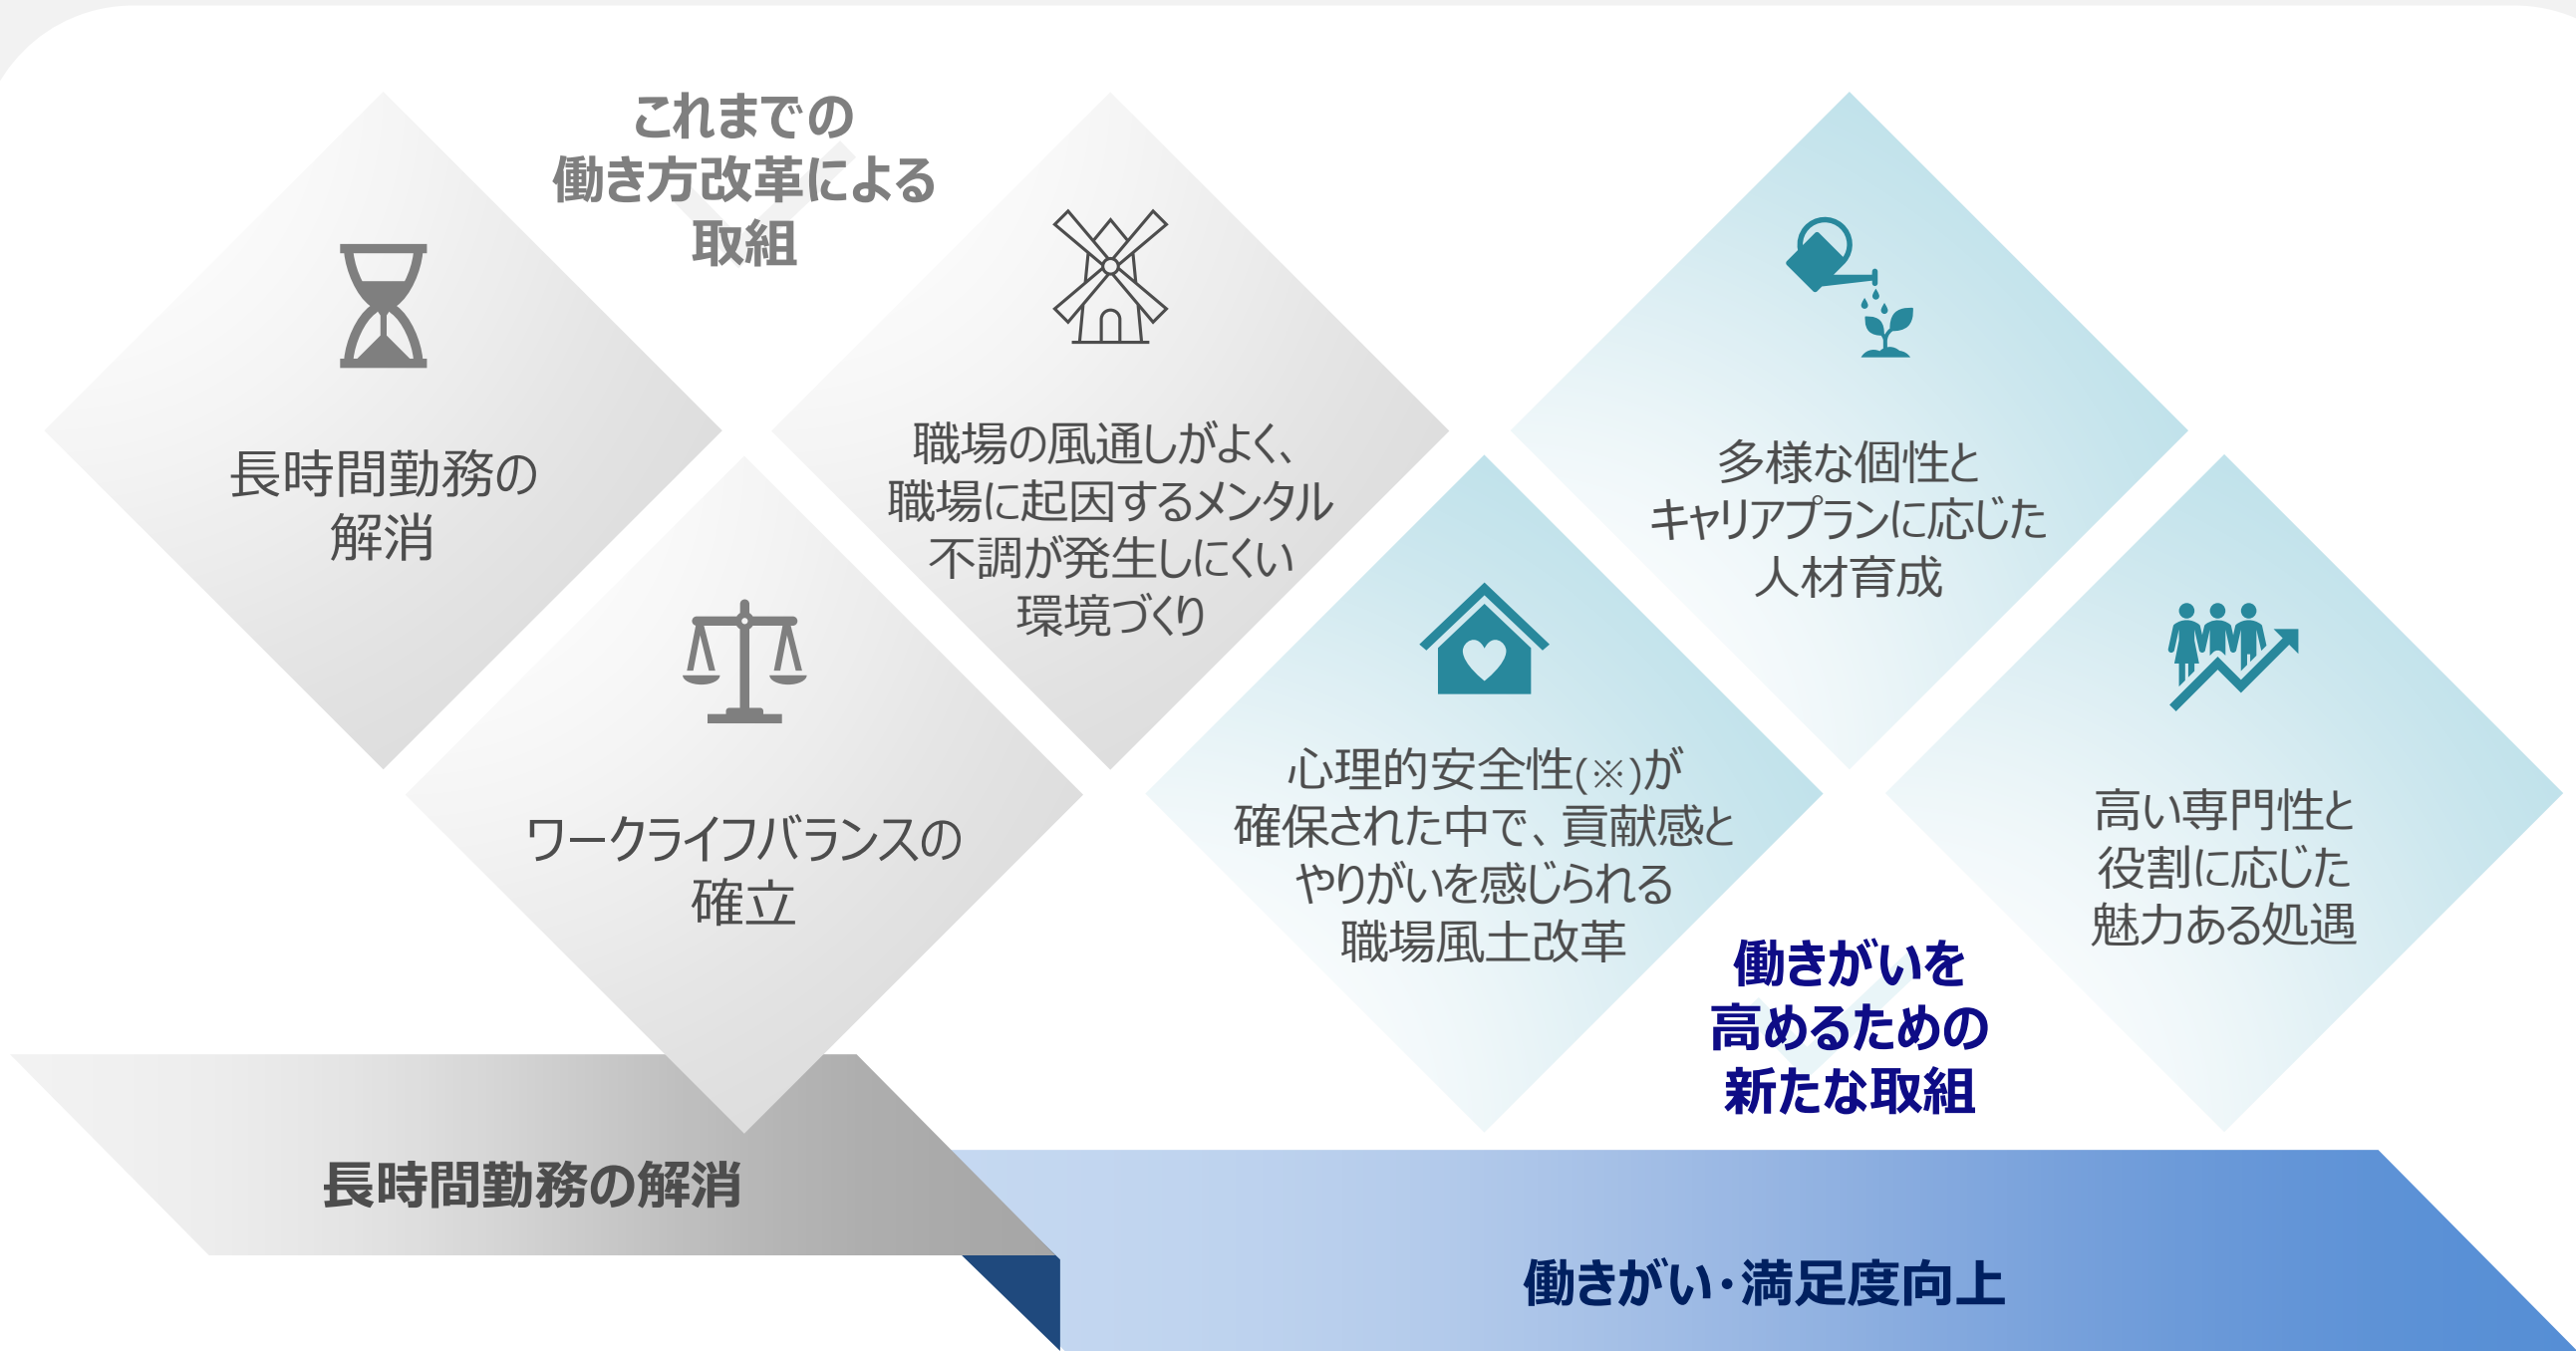 これまでの
働き方改革による
取組
長時間勤務の
解消
ワークライフバランスの
確立
職場の風通しがよく、
職場に起因するメンタル
不調が発生しにくい
環境づくり
心理的安全性(※)が
確保された中で、貢献感と
やりがいを感じられる
職場風土改革
多様な個性と
キャリアプランに応じた
人材育成
高い専門性と
役割に応じた
魅力ある処遇
働きがいを
高めるための
新たな取組
長時間勤務の解消
働きがい・満足度向上